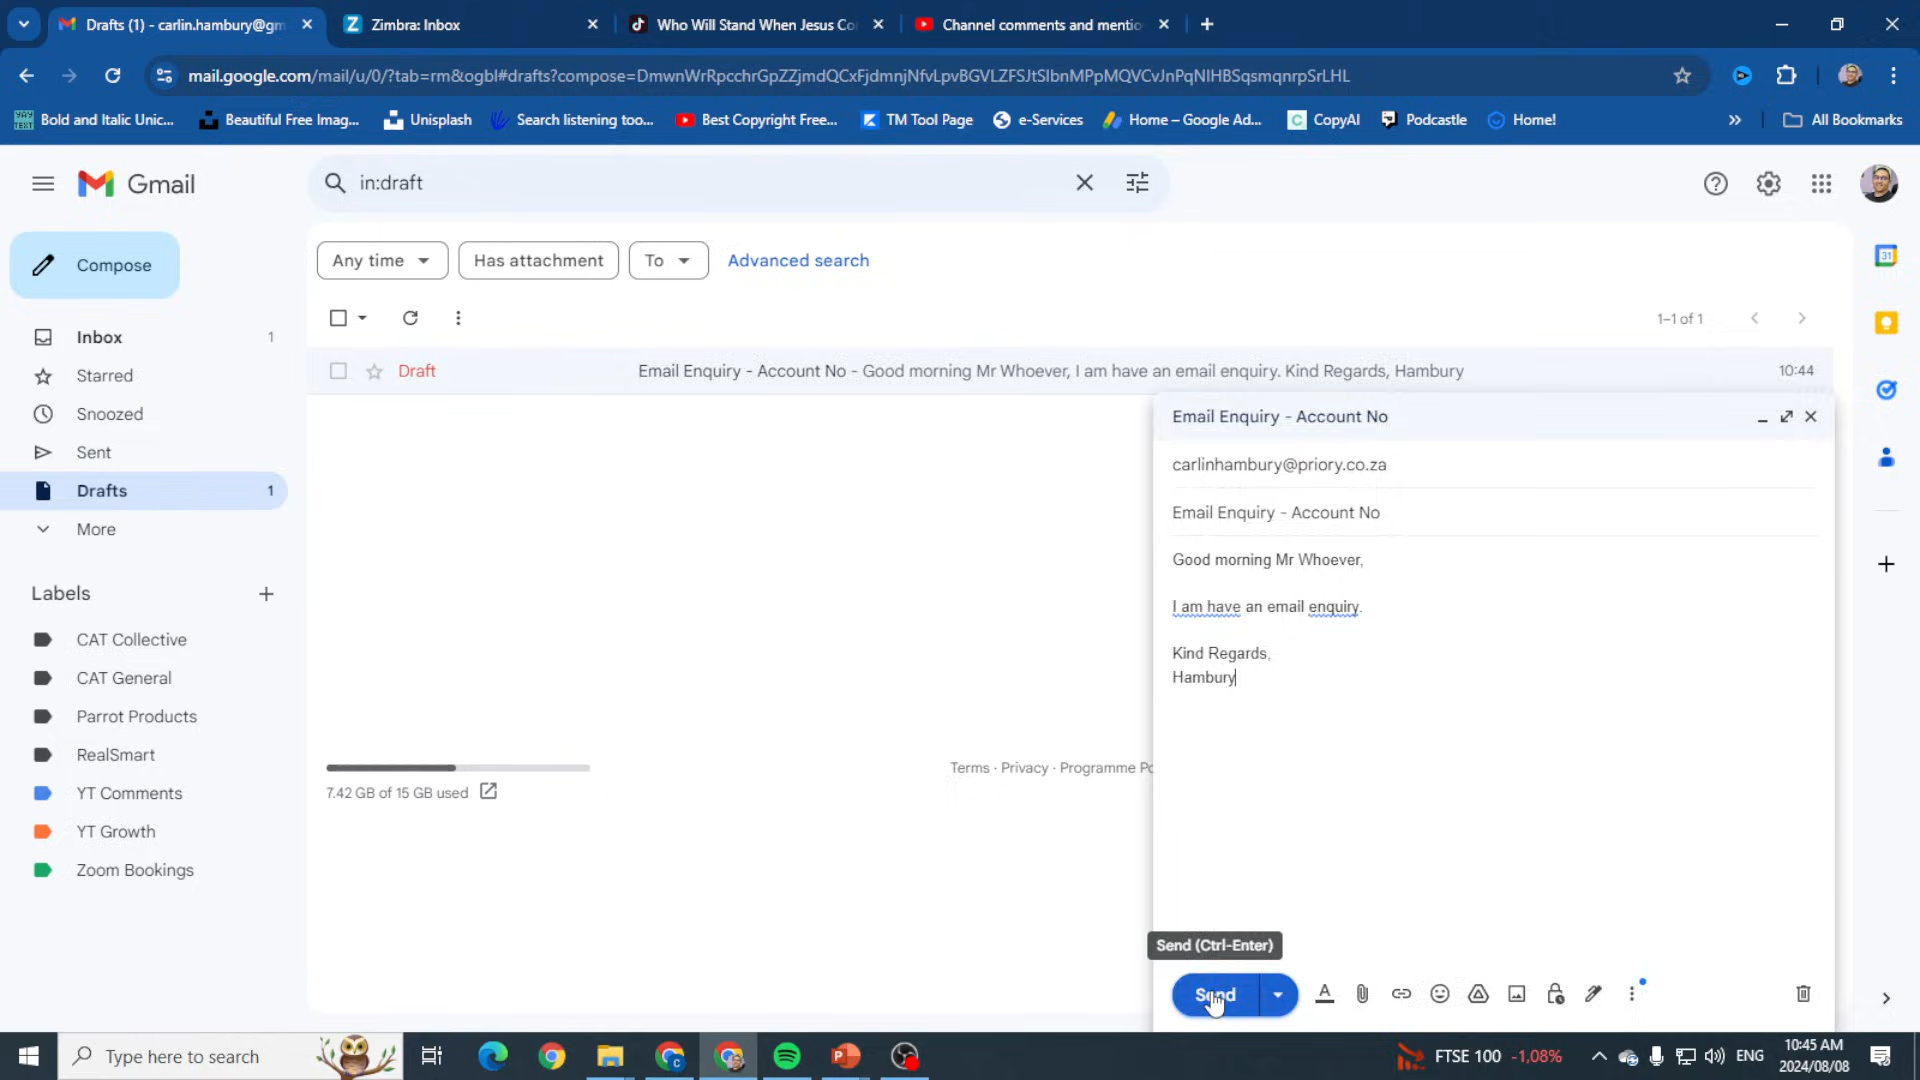 Drafts (1) - carlin.hambury@gm
Zimbra: Inbox
Who Will Stand When Jesus Co
Channel comments and mentio
mail.google.com/mail/u/0/?tab=rm&ogbl#drafts?compose=DmwnWrRpcchrGpZZjmdQCxFjdmnjNfvLpvBGVLZFSJtSlbnMPpMQVCvJnPqNlHBSqsmqnrpSrLHL
YAY
TEXT
Bold and Italic Unic...
Beautiful Free Imag...
Unsplash
Search listening too...
Best Copyright Free...
TM Tool Page
e-Services
Home – Google Ad...
CopyAI
Podcastle
Home!
All Bookmarks
Gmail
in:draft
Compose
Any time
Has attachment
To
Advanced search
1–1 of 1
Inbox 1
Starred
Snoozed
Sent
Drafts 1
More
Draft
Email Enquiry - Account No - Good morning Mr Whoever, I am have an email enquiry. Kind Regards, Hambury
10:44
31
Labels
CAT Collective
CAT General
Parrot Products
RealSmart
YT Comments
YT Growth
Zoom Bookings
7.42 GB of 15 GB used
Terms · Privacy · Programme Po
Email Enquiry - Account No
carlinhambury@priory.co.za
Email Enquiry - Account No
Good morning Mr Whoever,
I am have an email enquiry.
Kind Regards,
Hambury
Send (Ctrl-Enter)
Send
Type here to search
FTSE 100 -1,08%
ENG
10:45 AM
2024/08/08